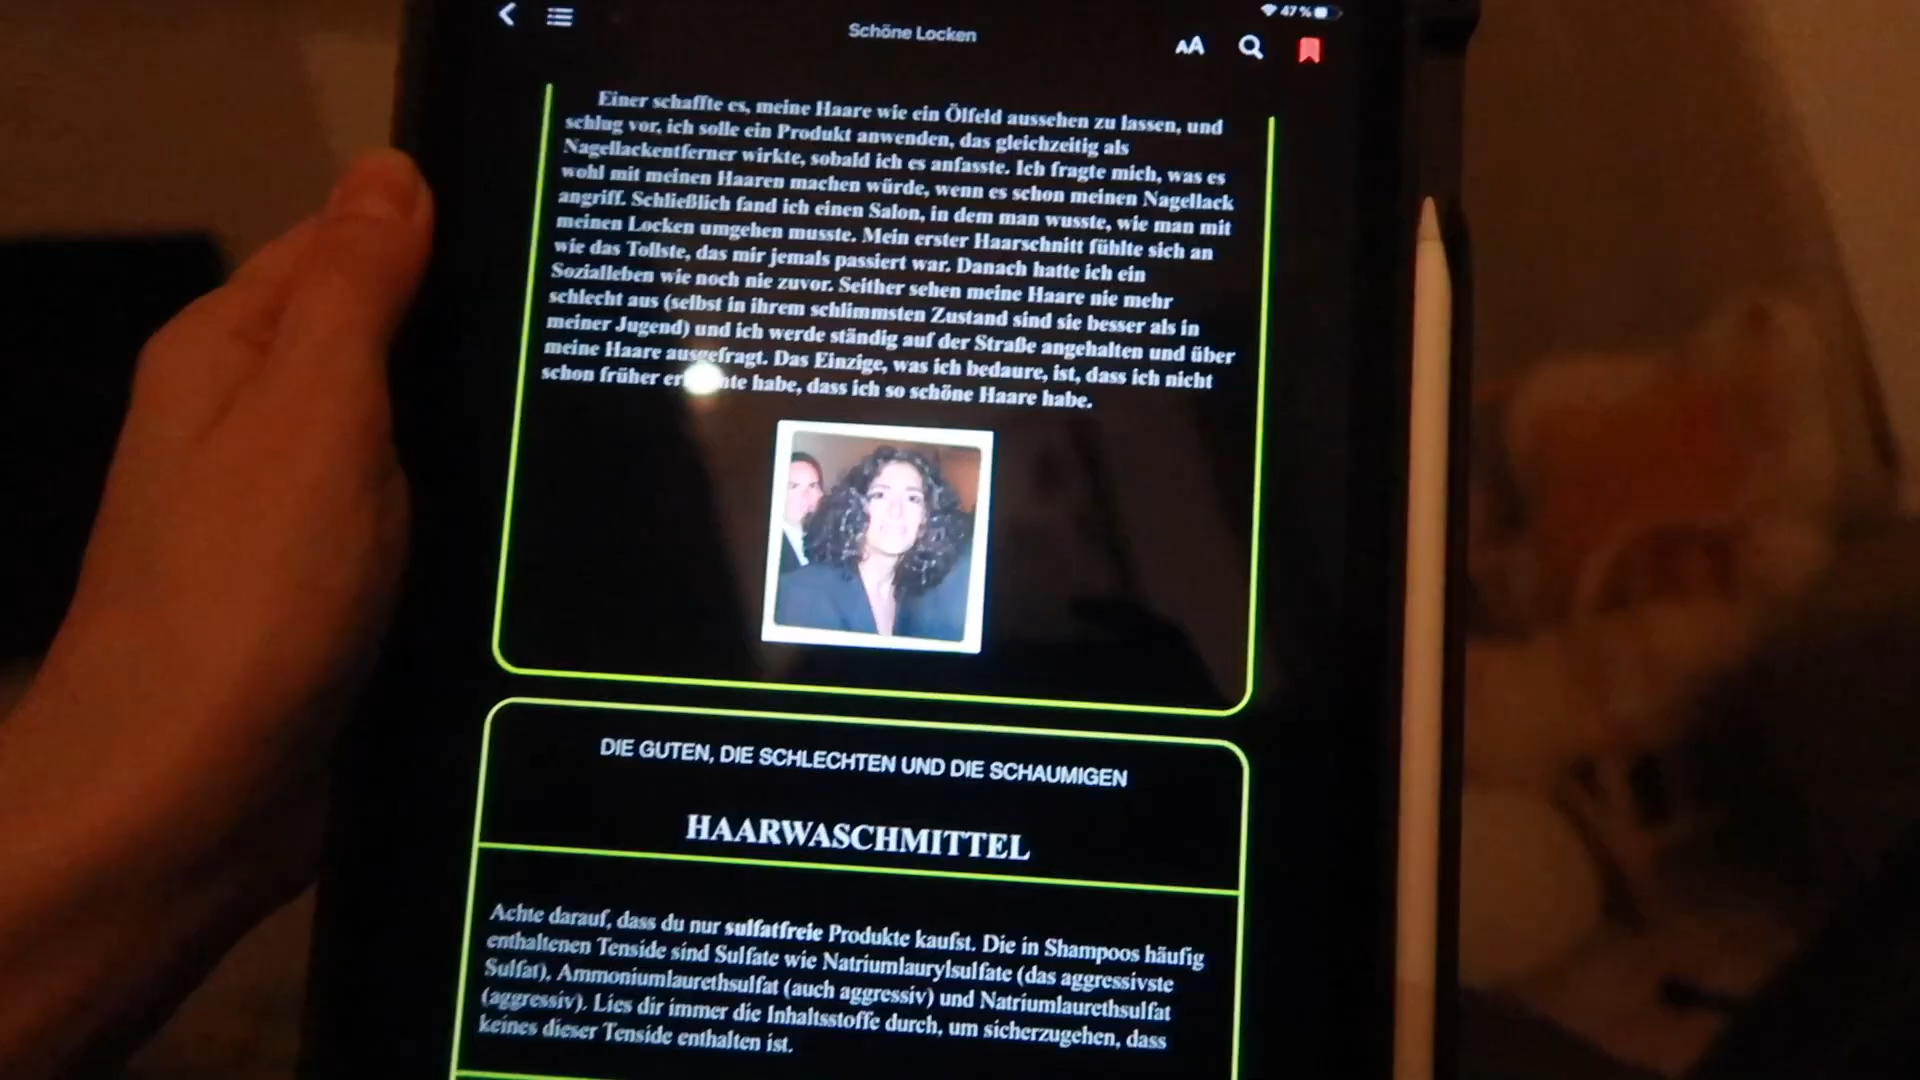 47 %
Schöne Locken
AA
Einer schaffte es, meine Haare wie ein Ölfeld aussehen zu lassen, und
schlug vor, ich solle ein Produkt anwenden, das gleichzeitig als
Nagellackentferner wirkte, sobald ich es anfasste. Ich fragte mich, was es
wohl mit meinen Haaren machen würde, wenn es schon meinen Nagellack
angriff. Schließlich fand ich einen Salon, in dem man wusste, wie man mit
meinen Locken umgehen musste. Mein erster Haarschnitt fühlte sich an
wie das Tollste, das mir jemals passiert war. Danach hatte ich ein
Sozialleben wie noch nie zuvor. Seither sehen meine Haare nie mehr
schlecht aus (selbst in ihrem schlimmsten Zustand sind sie besser als in
meiner Jugend) und ich werde ständig auf der Straße angehalten und über
meine Haare ausgefragt. Das Einzige, was ich bedaure, ist, dass ich nicht
schon früher habe, dass ich so schöne Haare habe.
DIE GUTEN, DIE SCHLECHTEN UND DIE SCHAUMIGEN
HAARWASCHMITTEL
Achte darauf, dass du nur sulfatfreie Produkte kaufst. Die in Shampoos häufig
enthaltenen Tenside sind Sulfate wie Natriumlaurylsulfate (das aggressivste
Sulfat), Ammoniumlaurethsulfat (auch aggressiv) und Natriumlaurethsulfat
(aggressiv). Lies dir immer die Inhaltsstoffe durch, um sicherzugehen, dass
keines dieser Tenside enthalten ist.